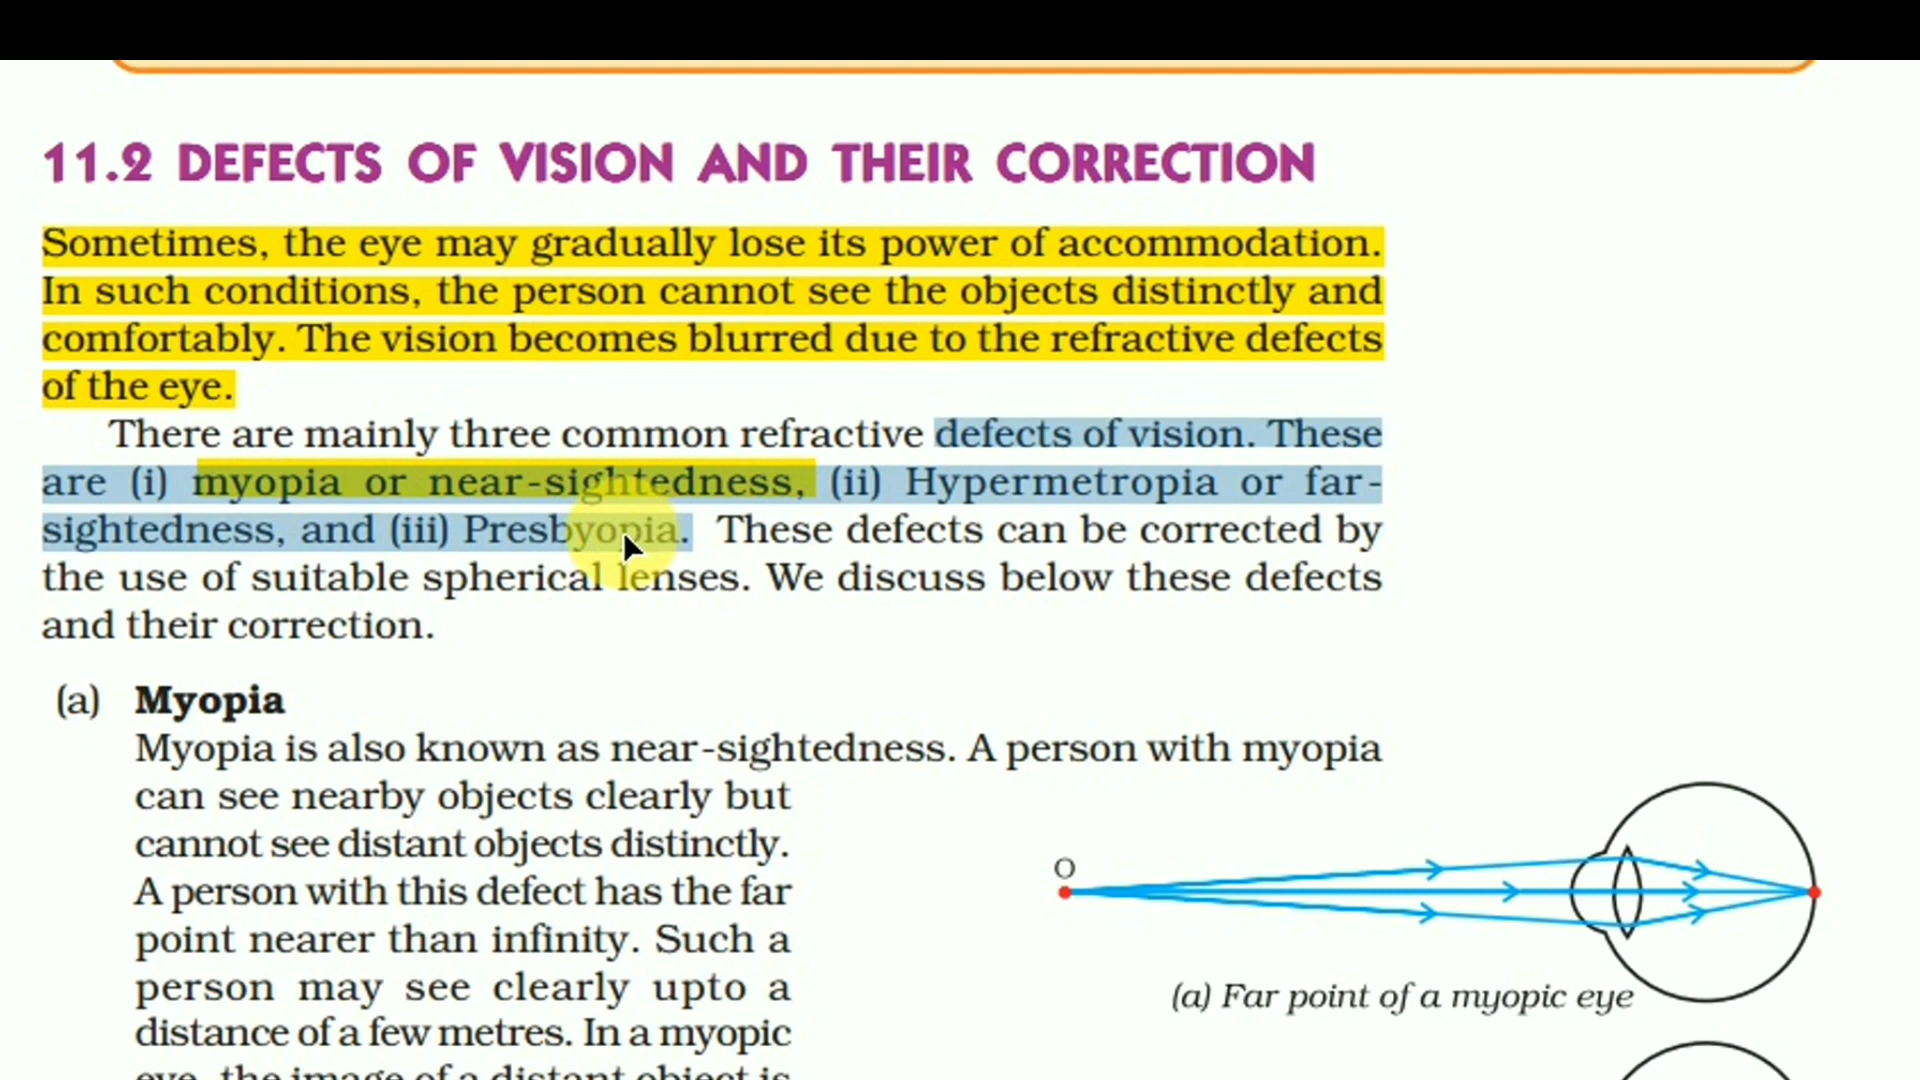 11.2 DEFECTS OF VISION AND THEIR CORRECTION
Sometimes, the eye may gradually lose its power of accommodation.
In such conditions, the person cannot see the objects distinctly and
comfortably. The vision becomes blurred due to the refractive defects
of the eye.
There are mainly three common refractive defects of vision. These
are (i) myopia or near-sightedness, (ii) Hypermetropia or far-
sightedness, and (iii) Presbyopia. These defects can be corrected by
the use of suitable spherical lenses. We discuss below these defects
and their correction.
(a) Myopia
Myopia is also known as near-sightedness. A person with myopia
can see nearby objects clearly but
cannot see distant objects distinctly.
A person with this defect has the far
point nearer than infinity. Such a
person may see clearly upto a
distance of a few metres. In a myopic
eye, the image of a distant object is
O
(a) Far point of a myopic eye